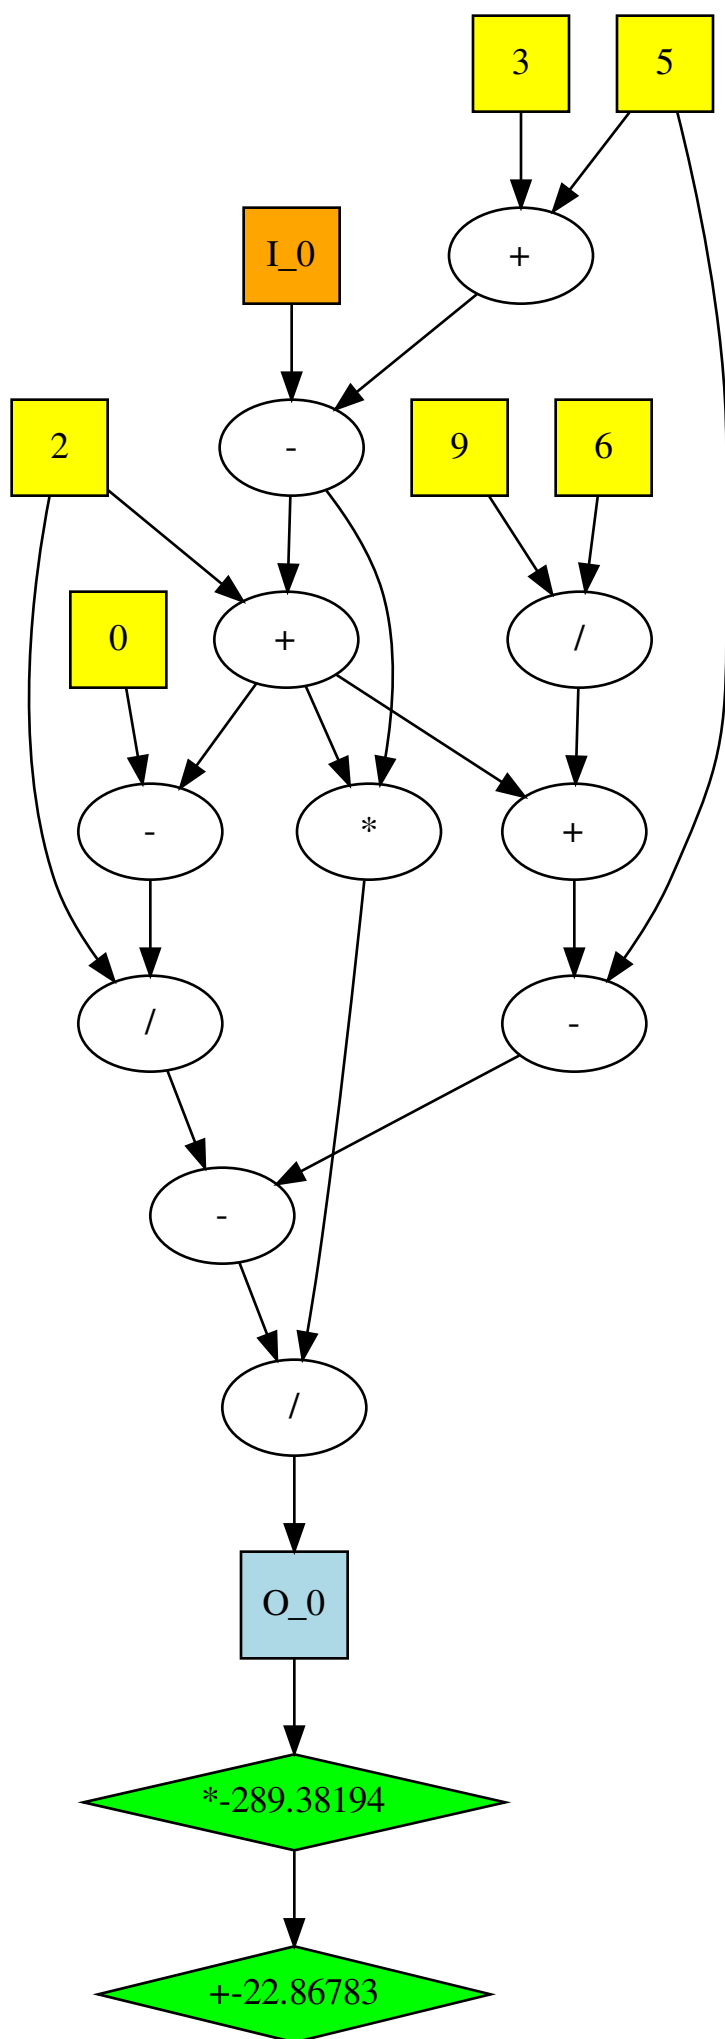 3 5
I_0 +
2 - 9 6
0 + /
- * +
/ -
-
/
O_0
*-289.38194
+-22.86783